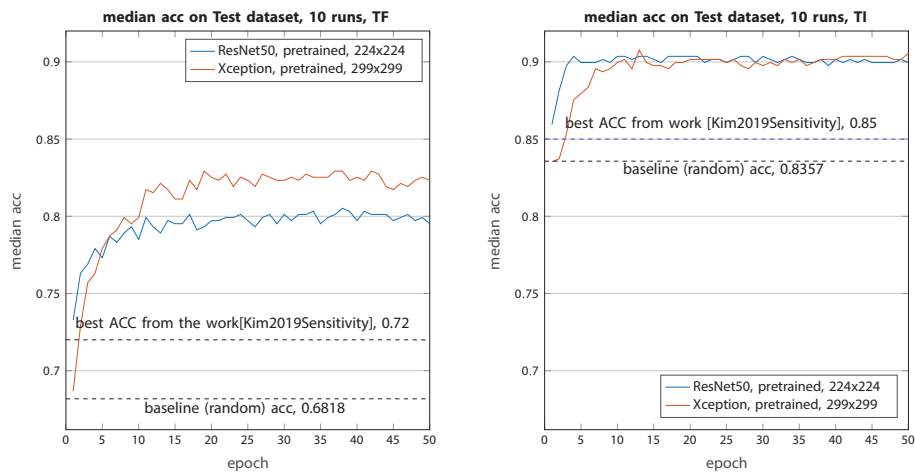 median acc on Test dataset, 10 runs, TF
ResNet50, pretrained, 224x224
Xception, pretrained, 299x299
0.9
0.85
0.8
0.75
0.7
median acc
best ACC from the work[Kim2019Sensitivity], 0.72
baseline (random) acc, 0.6818
0 5 10 15 20 25 30 35 40 TF 45 50
epoch
median acc on Test dataset, 10 runs, TI
0.9
0.85
0.8
0.75
0.7
median acc
best ACC from work [Kim2019Sensitivity], 0.85
baseline (random) acc, 0.8357
ResNet50, pretrained, 224x224
Xception, pretrained, 299x299
0 5 10 15 20 25 30 35 40 45 50
epoch